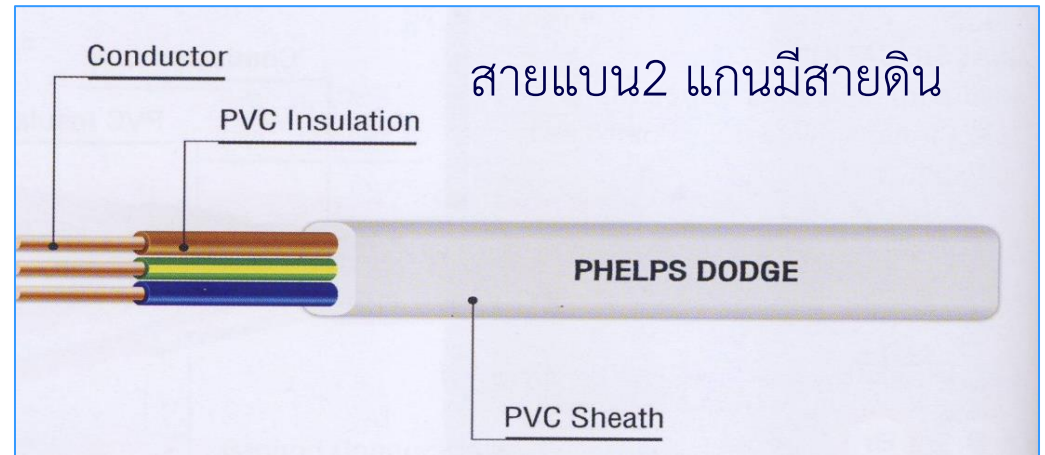 Conductor
สายแบน2 แกนมีสายดิน
PVC Insulation
PHELPS DODGE
PVC Sheath